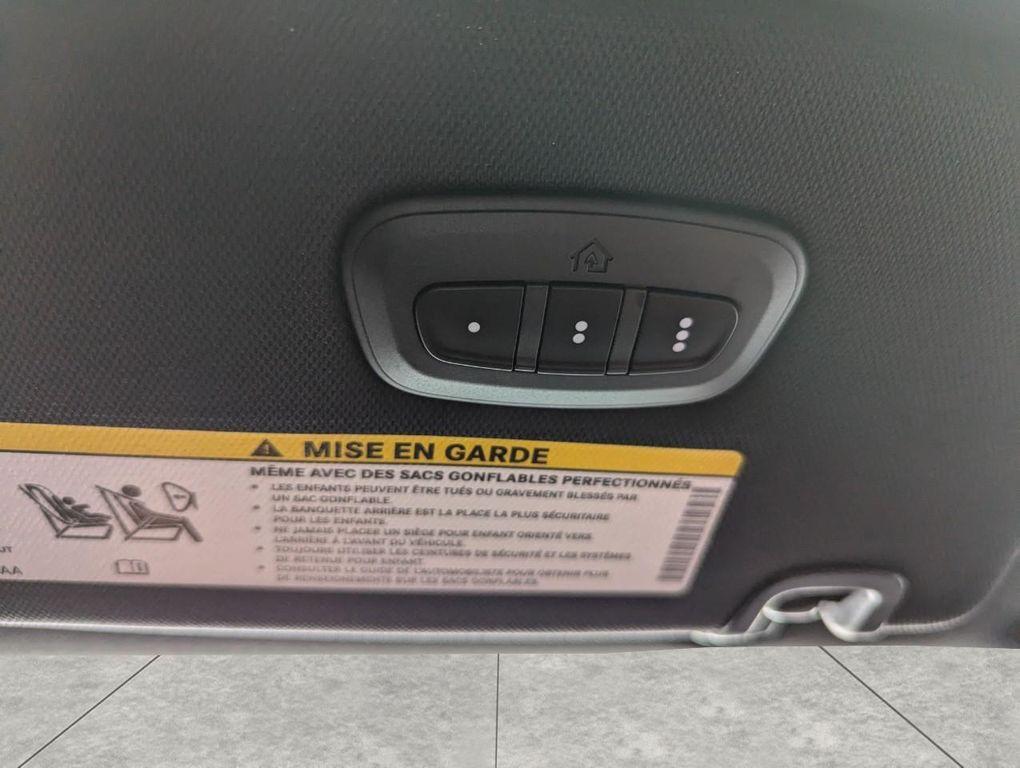 MISE EN GARDE
MÊME AVEC DES SACS GONFLABLES PERFECTIONNÉS
• LES ENFANTS PEUVENT ÊTRE TUÉS OU GRAVEMENT BLESSÉS PAR
UN SAC GONFLABLE.
• LA BANQUETTE ARRIÈRE EST LA PLACE LA PLUS SÉCURITAIRE
POUR LES ENFANTS.
• NE JAMAIS PLACER UN SIÈGE POUR ENFANT ORIENTÉ VERS
L'ARRIÈRE À L'AVANT DU VÉHICULE.
• TOUJOURS UTILISER LES CEINTURES DE SÉCURITÉ ET LES SYSTÈMES
DE RETENUE POUR ENFANT.
• CONSULTER LE GUIDE DE L'AUTOMOBILISTE POUR OBTENIR PLUS
DE RENSEIGNEMENTS SUR LES SACS GONFLABLES.
UT
AA